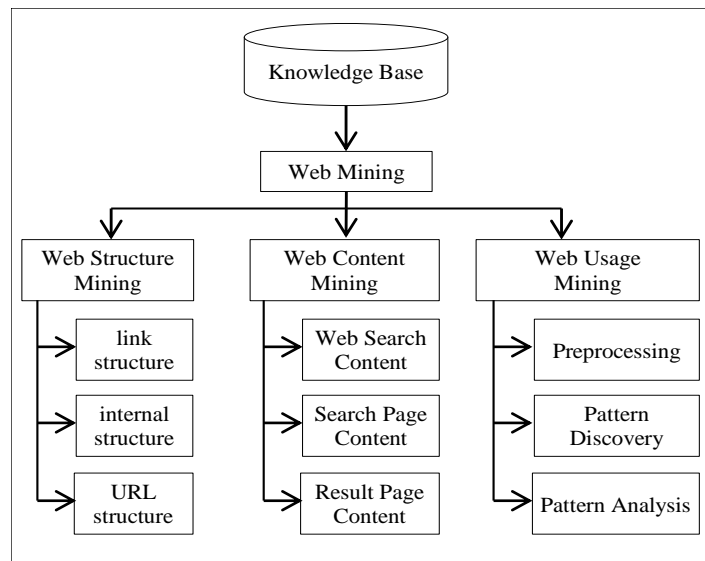 Knowledge Base
Web Mining
Web Structure
Mining
link
structure
internal
structure
URL
structure
Web Content
Mining
Web Search
Content
Search Page
Content
Result Page
Content
Web Usage
Mining
Preprocessing
Pattern
Discovery
Pattern Analysis